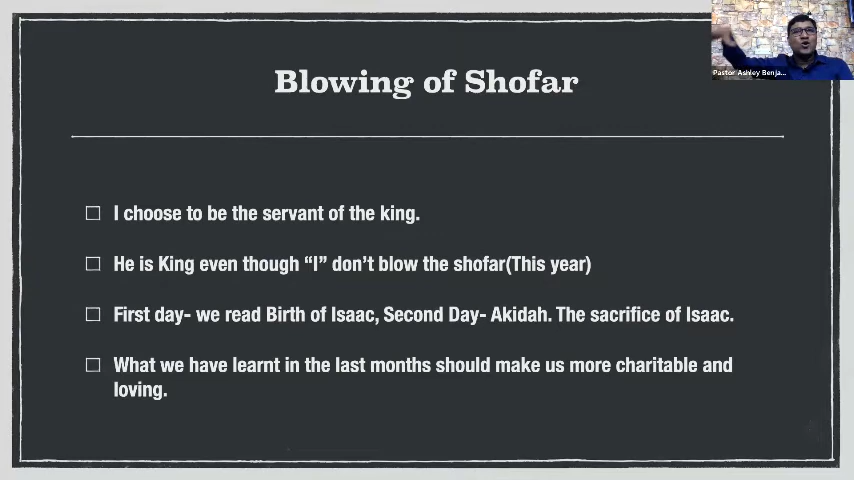 Pastor Ashley Benja...
Blowing of Shofar
I choose to be the servant of the king.
He is King even though “I” don’t blow the shofar(This year)
First day- we read Birth of Isaac, Second Day- Akidah. The sacrifice of Isaac.
What we have learnt in the last months should make us more charitable and
loving.